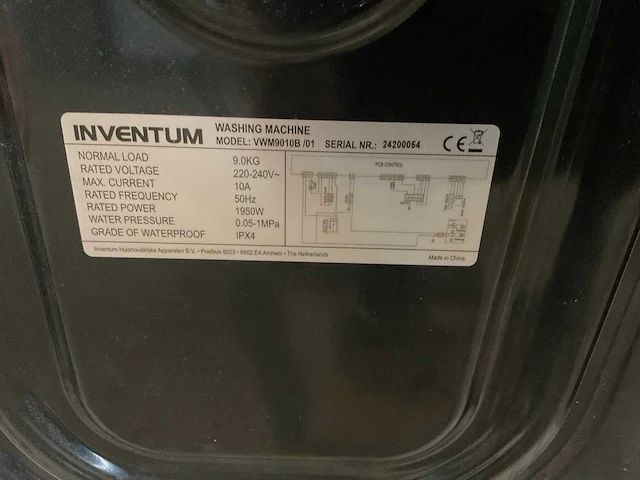 INVENTUM WASHING MACHINE
MODEL: VWM9010B /01 SERIAL NR.: 24200054
NORMAL LOAD 9.0KG
RATED VOLTAGE 220-240V~
MAX. CURRENT 10A
RATED FREQUENCY 50Hz
RATED POWER 1950W
WATER PRESSURE 0.05-1MPa
GRADE OF WATERPROOF IPX4
PCB CONTROL
Inventum Huishoudelijke Apparaten B.V. • Postbus 5023 • 6802 EA Arnhem • The Netherlands
Made in China